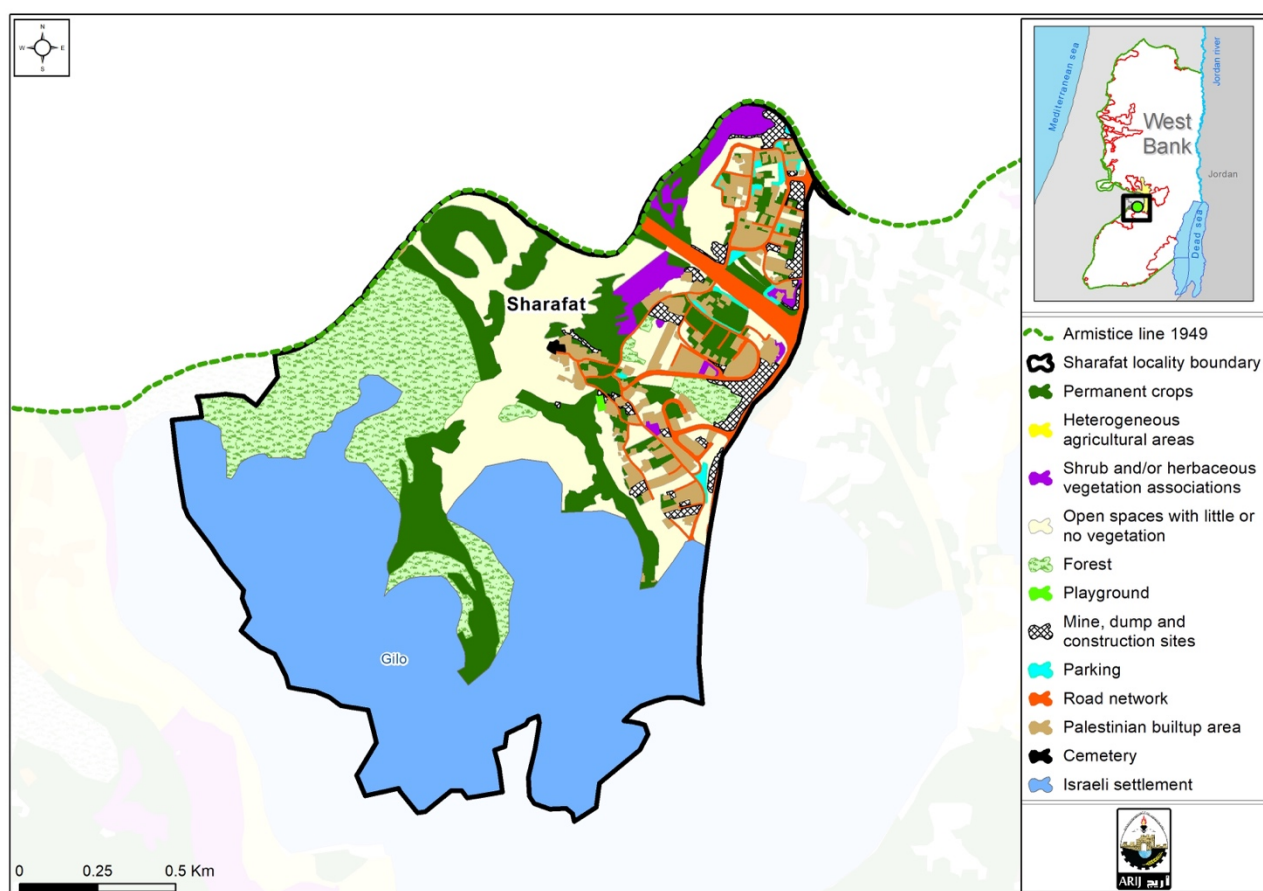 N
W E
S
Sharafat
Gilo
0 0.25 0.5 Km
Mediterranean sea
Jordan river
West
Bank
Jordan
Dead sea
Armistice line 1949
Sharafat locality boundary
Permanent crops
Heterogeneous
agricultural areas
Shrub and/or herbaceous
vegetation associations
Open spaces with little or
no vegetation
Forest
Playground
Mine, dump and
construction sites
Parking
Road network
Palestinian builtup area
Cemetery
Israeli settlement
ARIJ أريج